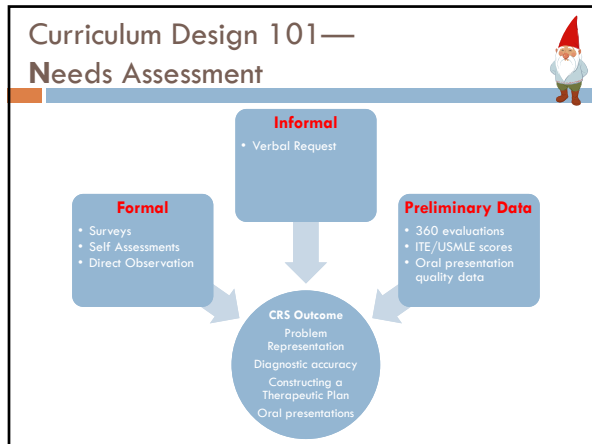 Curriculum Design 101—
Needs Assessment
Informal
• Verbal Request
Formal
• Surveys
• Self Assessments
• Direct Observation
Preliminary Data
• 360 evaluations
• ITE/USMLE scores
• Oral presentation
quality data
CRS Outcome
Problem
Representation
Diagnostic accuracy
Constructing a
Therapeutic Plan
Oral presentations